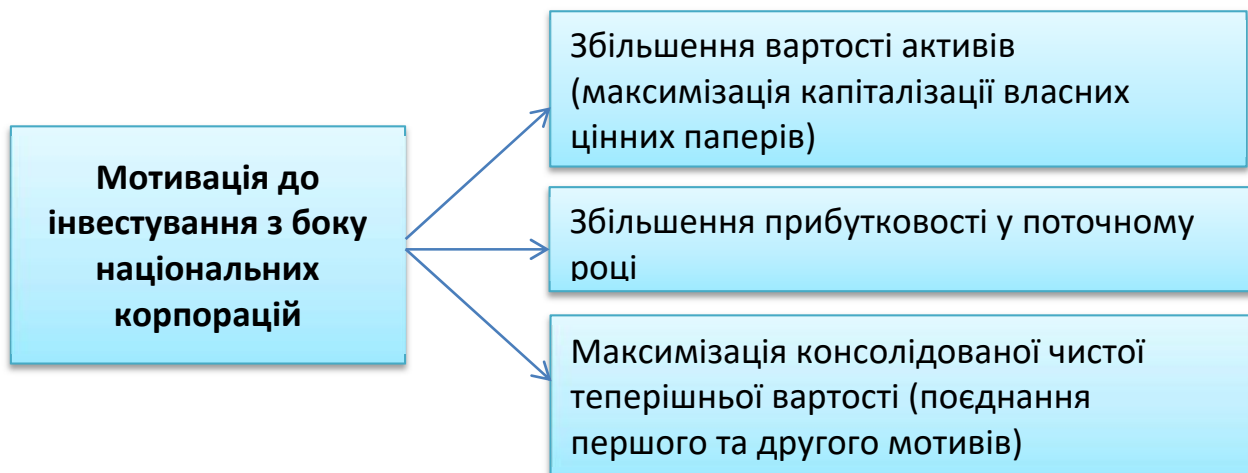 Мотивація до
інвестування з боку
національних
корпорацій
Збільшення вартості активів
(максимізація капіталізації власних
цінних паперів)
Збільшення прибутковості у поточному
році
Максимізація консолідованої чистої
теперішньої вартості (поєднання
першого та другого мотивів)